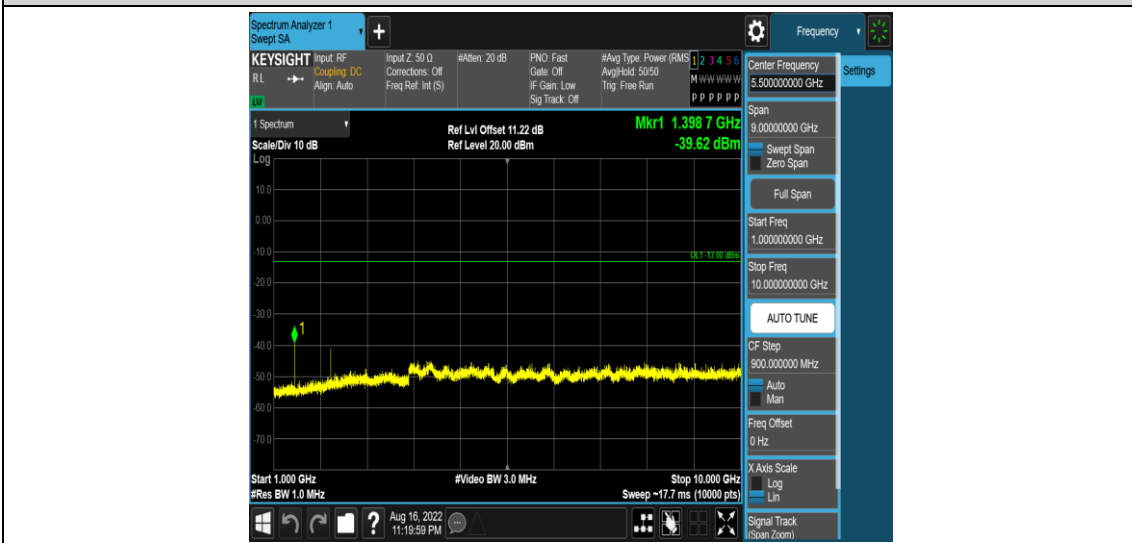 Spectrum Analyzer 1
Swept SA
+
Frequency
KEYSIGHT
RL
LXI
Input: RF
Coupling: DC
Align: Auto
Input Z: 50 Ω
Corrections: Off
Freq Ref: Int (S)
#Atten: 20 dB
PNO: Fast
Gate: Off
IF Gain: Low
Sig Track: Off
#Avg Type: Power (RMS
Avg|Hold: 50/50
Trig: Free Run
1 2 3 4 5 6
M W W W W W
P P P P P P
Center Frequency
5.500000000 GHz
Settings
1 Spectrum
Scale/Div 10 dB
Log
Ref Lvl Offset 11.22 dB
Ref Level 20.00 dBm
Mkr1 1.398 7 GHz
-39.62 dBm
10.0
0.00
-10.0
-20.0
-30.0
-40.0
-50.0
-60.0
-70.0
DL1 -13.00 dBm
1
Start 1.000 GHz
#Res BW 1.0 MHz
#Video BW 3.0 MHz
Stop 10.000 GHz
Sweep ~17.7 ms (10000 pts)
Span
9.00000000 GHz
Swept Span
Zero Span
Full Span
Start Freq
1.000000000 GHz
Stop Freq
10.000000000 GHz
AUTO TUNE
CF Step
900.000000 MHz
Auto
Man
Freq Offset
0 Hz
X Axis Scale
Log
Lin
Signal Track
(Span Zoom)
?
Aug 16, 2022
11:19:59 PM